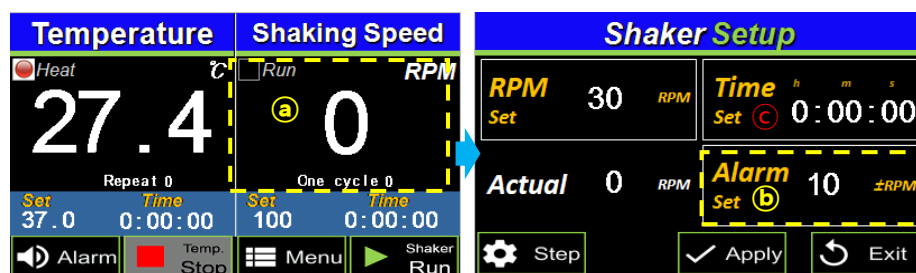 Temperature
Shaking Speed
Heat
℃
27.4
Repeat 0
Run
RPM
ⓐ
0
One cycle 0
Set
Time
37.0
0:00:00
Set
Time
100
0:00:00
Alarm
Temp.
Stop
Menu
Shaker
Run
Shaker Setup
RPM
Set
30
RPM
Time
Set ⓒ
h m s
0:00:00
Actual
0
RPM
Alarm
Set ⓑ
10
±RPM
Step
Apply
Exit